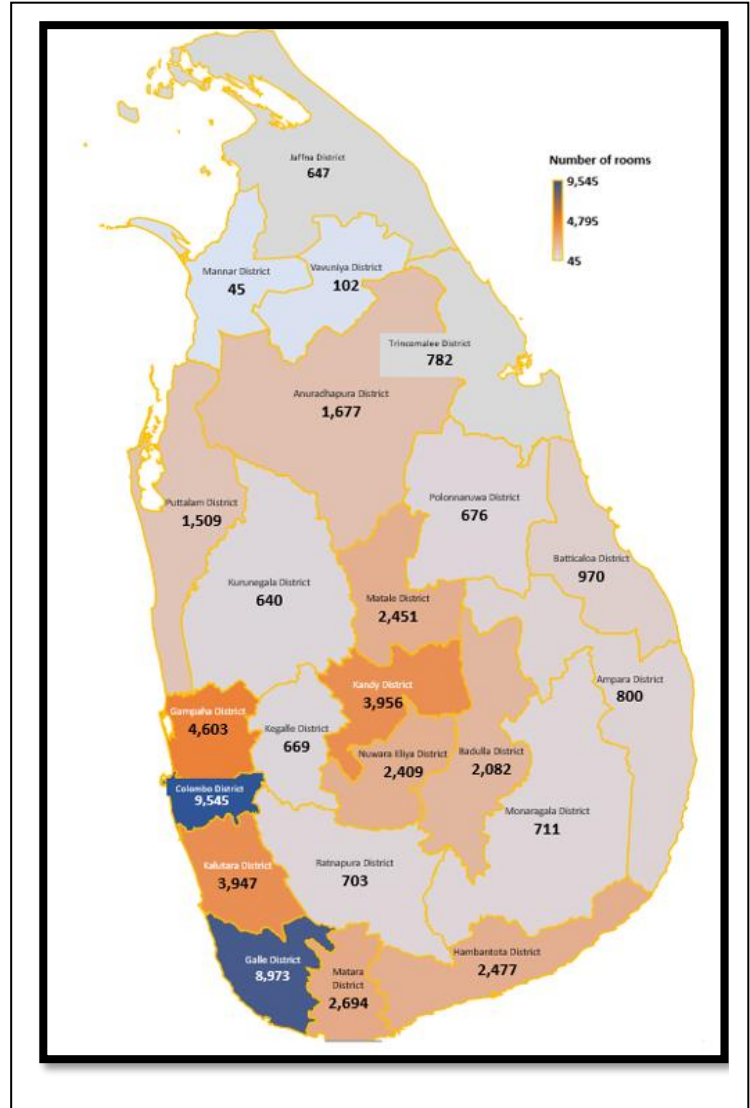 Jaffna District
647
Number of rooms
9,545
4,795
45
Mannar District
45
Vavuniya District
102
Trincomalee District
782
Anuradhapura District
1,677
Puttalam District
1,509
Polonnaruwa District
676
Batticaloa District
970
Kurunegala District
640
Matale District
2,451
Ampara District
800
Kandy District
3,956
Gampaha District
4,603
Kegalle District
669
Nuwara Eliya District
2,409
Badulla District
2,082
Colombo District
9,545
Monaragala District
711
Kalutara District
3,947
Ratnapura District
703
Galle District
8,973
Matara
District
2,694
Hambantota District
2,477